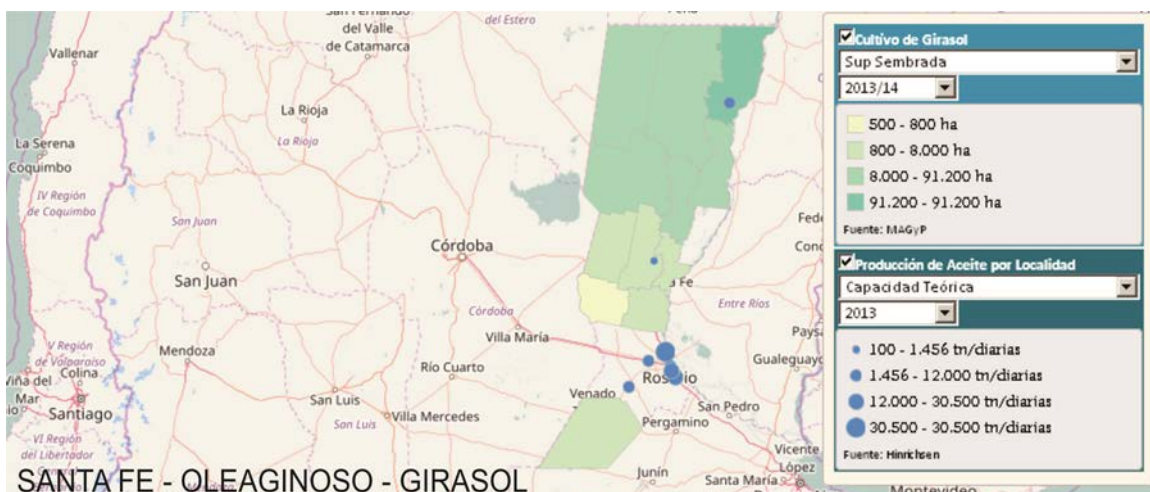 San Fernando
del Valle
de Catamarca
del Estero
Vallenar
La Rioja
La Rioja
La Serena
Coquimbo
IV Región
de Coquimbo
San Juan
San Juan
Córdoba
Córdoba
Entre Ríos
Villa María
V Región
de Valparaíso
Viña del
Mar
Colina
Santiago
Mendoza
Río Cuarto
Venado
San Luis
San Luis
Villa Mercedes
San Pedro
Pergamino
Gualeguay
VI Región
del Libertador
Junín
Vicente
López
Santa María
Montevideo
SANTA FE - OLEAGINOSO - GIRASOL
Cultivo de Girasol
Sup Sembrada
2013/14
500 - 800 ha
800 - 8.000 ha
8.000 - 91.200 ha
91.200 - 91.200 ha
Fuente: MAGyP
Producción de Aceite por Localidad
Capacidad Teórica
2013
100 - 1.456 tn/diarias
1.456 - 12.000 tn/diarias
12.000 - 30.500 tn/diarias
30.500 - 30.500 tn/diarias
Fuente: Hinrichsen